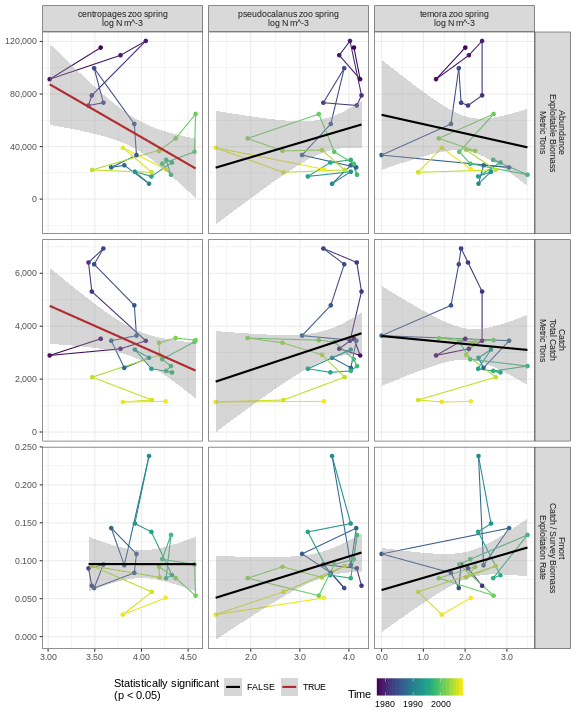 centropages zoo spring
log N m^-3
pseudocalanus zoo spring
log N m^-3
temora zoo spring
log N m^-3
120,000
80,000
40,000
0
Abundance
Exploitable Biomass
Metric Tons
6,000
4,000
2,000
0
Catch
Total Catch
Metric Tons
0.250
0.200
0.150
0.100
0.050
0.000
Fmort
Catch / Survey Biomass
Exploitation Rate
3.00 3.50 4.00 4.50
2.0 3.0 4.0
0.0 1.0 2.0 3.0
Statistically significant
(p < 0.05)
FALSE
TRUE
Time
1980 1990 2000